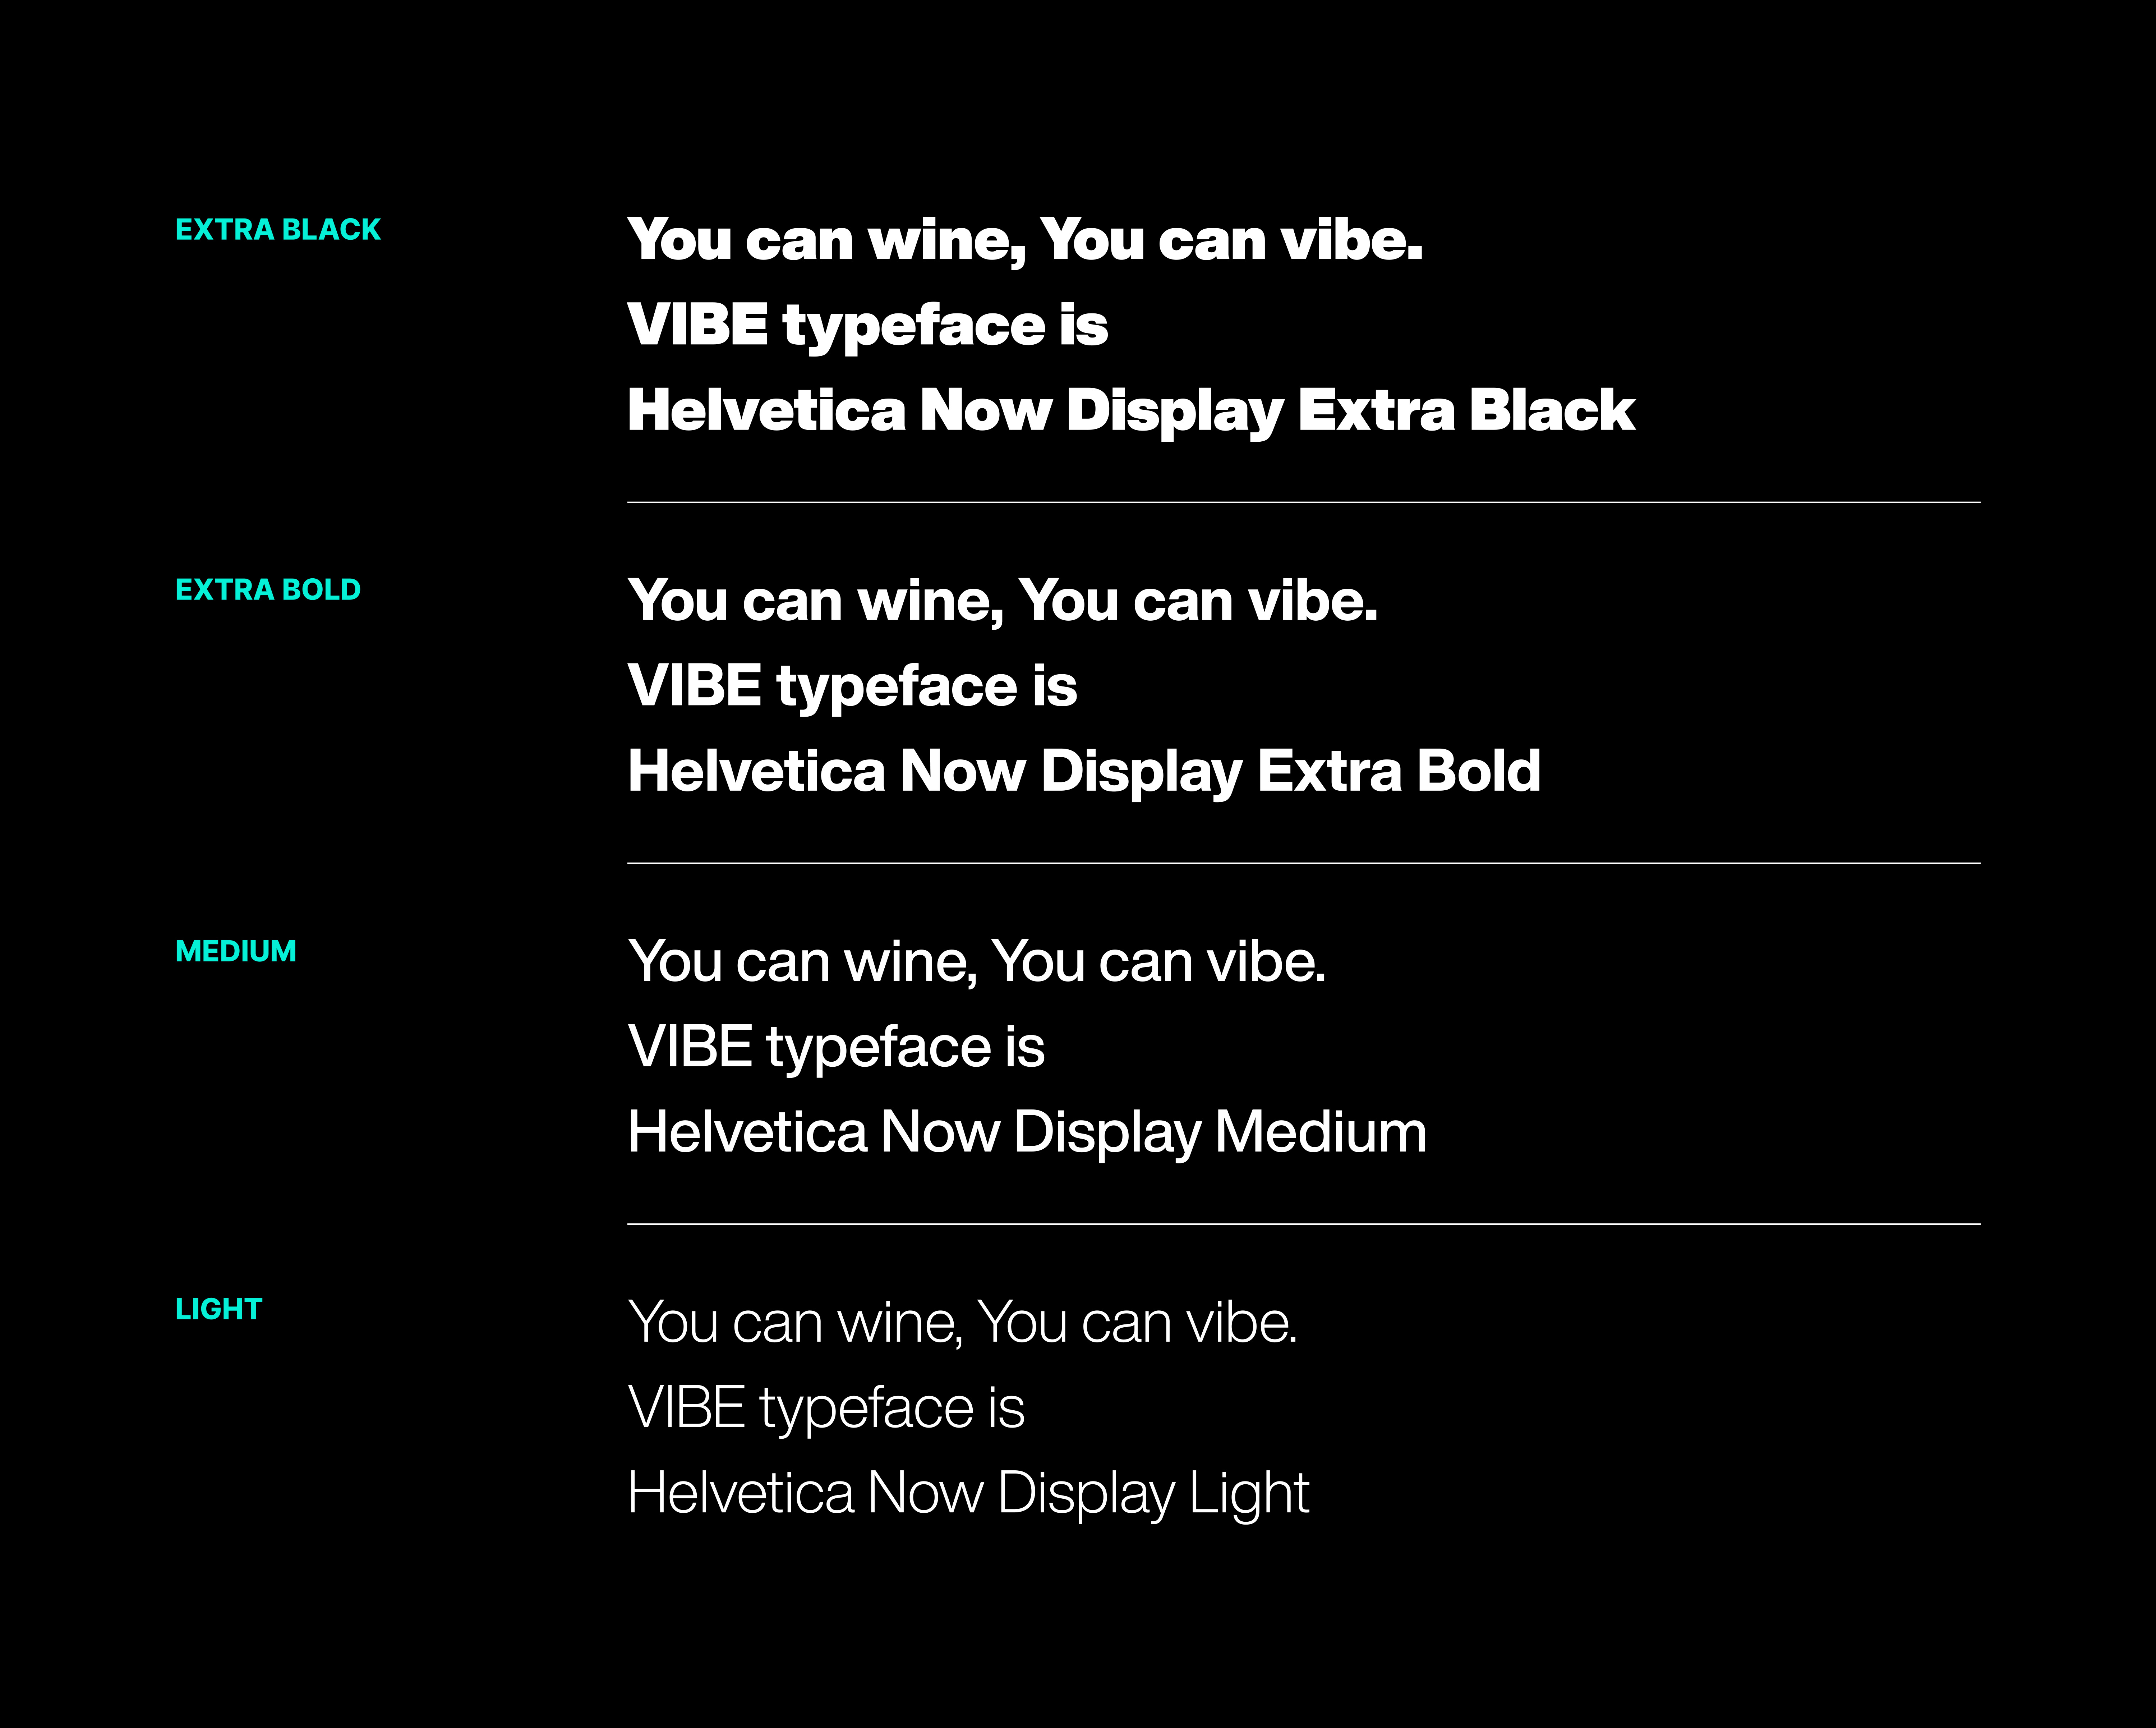 EXTRA BLACK
You can wine, You can vibe.
VIBE typeface is
Helvetica Now Display Extra Black
EXTRA BOLD
You can wine, You can vibe.
VIBE typeface is
Helvetica Now Display Extra Bold
MEDIUM
You can wine, You can vibe.
VIBE typeface is
Helvetica Now Display Medium
LIGHT
You can wine, You can vibe.
VIBE typeface is
Helvetica Now Display Light